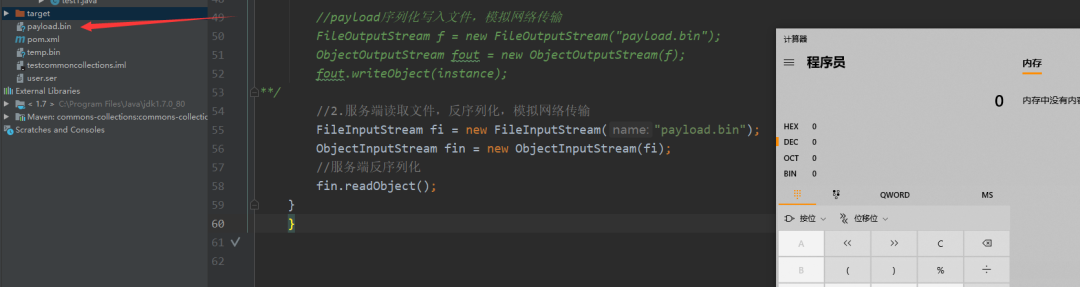 test1.java
target
payload.bin
pom.xml
temp.bin
testcommoncollections.iml
user.ser
External Libraries
< 1.7 > C:\Program Files\Java\jdk1.7.0_80
Maven: commons-collections:commons-collectio
Scratches and Consoles
48
49 //payload序列化写入文件，模拟网络传输
50 FileOutputStream f = new FileOutputStream("payload.bin");
51 ObjectOutputStream fout = new ObjectOutputStream(f);
52 fout.writeObject(instance);
53 **/
54 //2.服务端读取文件，反序列化，模拟网络传输
55 FileInputStream fi = new FileInputStream( name: "payload.bin");
56 ObjectInputStream fin = new ObjectInputStream(fi);
57 //服务端反序列化
58 fin.readObject();
59 }
60 }
61
62
计算器
程序员 内存
0 内存中没有内容
HEX 0
DEC 0
OCT 0
BIN 0
QWORD MS
按位 位移位
A << >> C
B ( ) % ÷